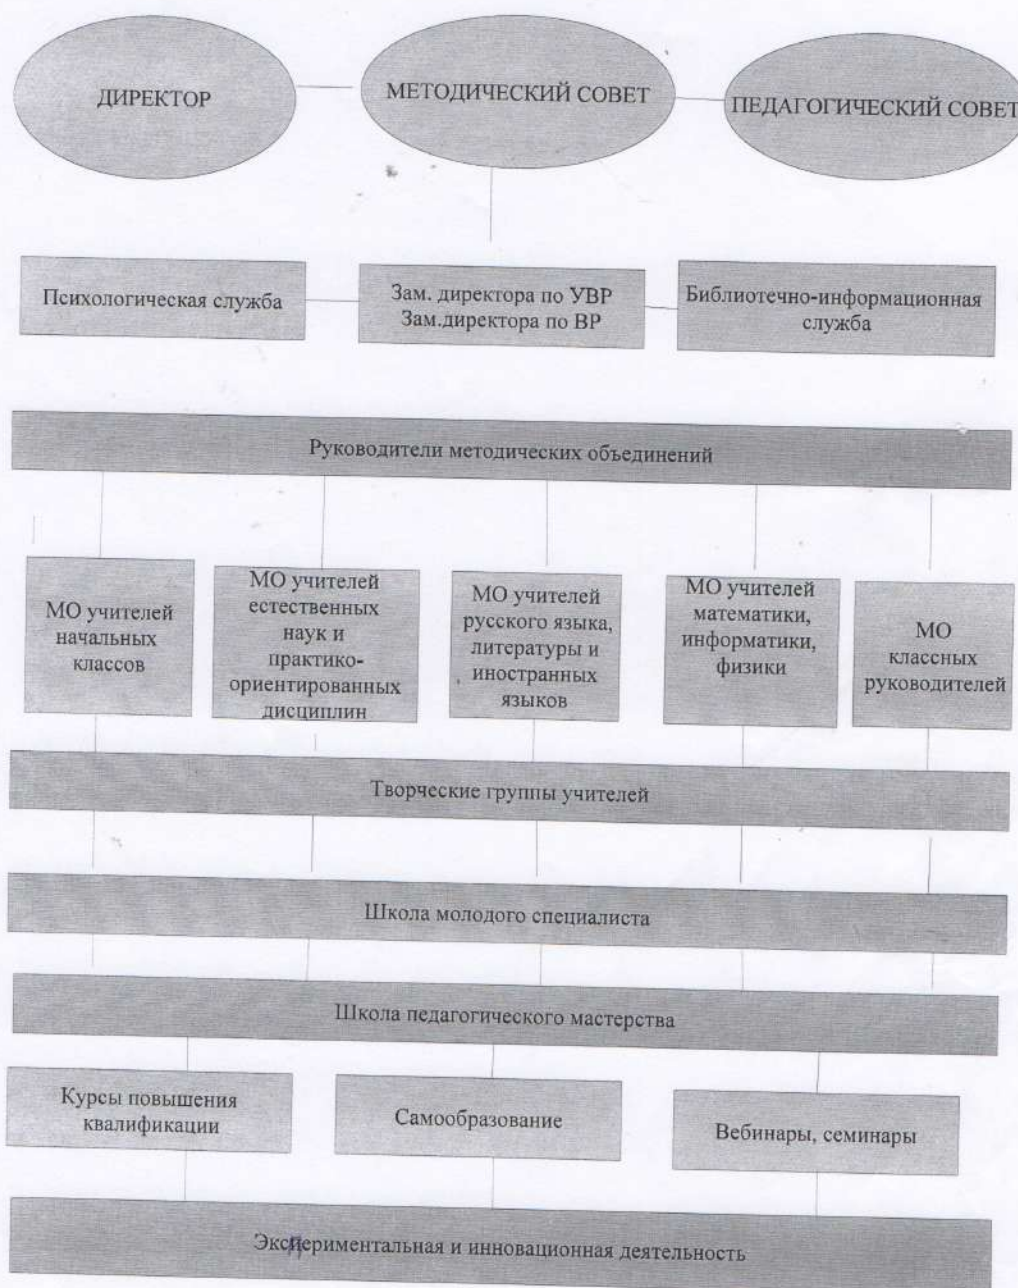 ДИРЕКТОР
МЕТОДИЧЕСКИЙ СОВЕТ
ПЕДАГОГИЧЕСКИЙ СОВЕТ
Психологическая служба
Зам. директора по УВР
Зам.директора по ВР
Библиотечно-информационная
служба
Руководители методических объединений
МО учителей
начальных
классов
МО учителей
естественных
наук и
практико-
ориентированных
дисциплин
МО учителей
русского языка,
литературы и
иностранных
языков
МО учителей
математики,
информатики,
физики
МО
классных
руководителей
Творческие группы учителей
Школа молодого специалиста
Школа педагогического мастерства
Курсы повышения
квалификации
Самообразование
Вебинары, семинары
Экспериментальная и инновационная деятельность